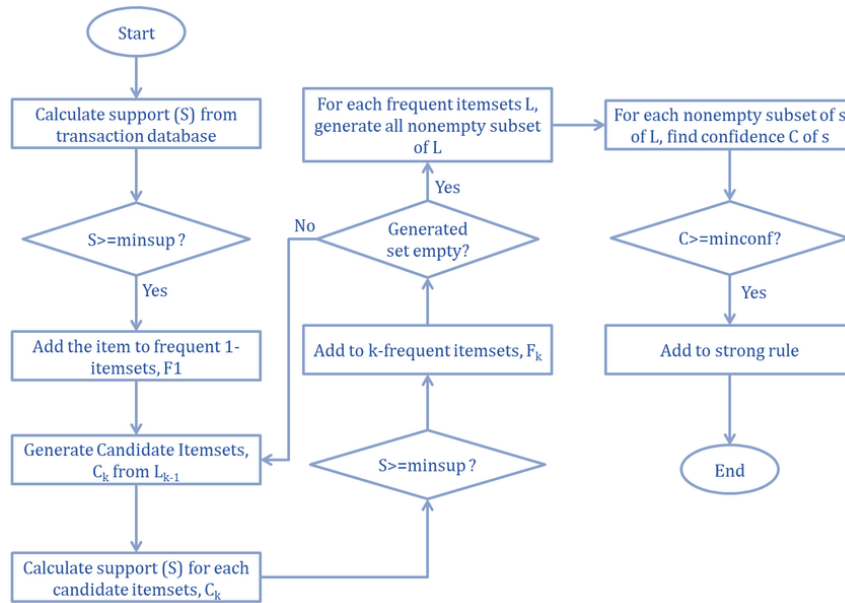 Start
Calculate support (S) from
transaction database
S>=minsup ?
Yes
Add the item to frequent 1-
itemsets, F1
Generate Candidate Itemsets,
Cₖ from Lₖ₋₁
Calculate support (S) for each
candidate itemsets, Cₖ
S>=minsup ?
Add to k-frequent itemsets, Fₖ
Generated
set empty?
No
Yes
For each frequent itemsets L,
generate all nonempty subset
of L
For each nonempty subset of s
of L, find confidence C of s
C>=minconf?
Yes
Add to strong rule
End